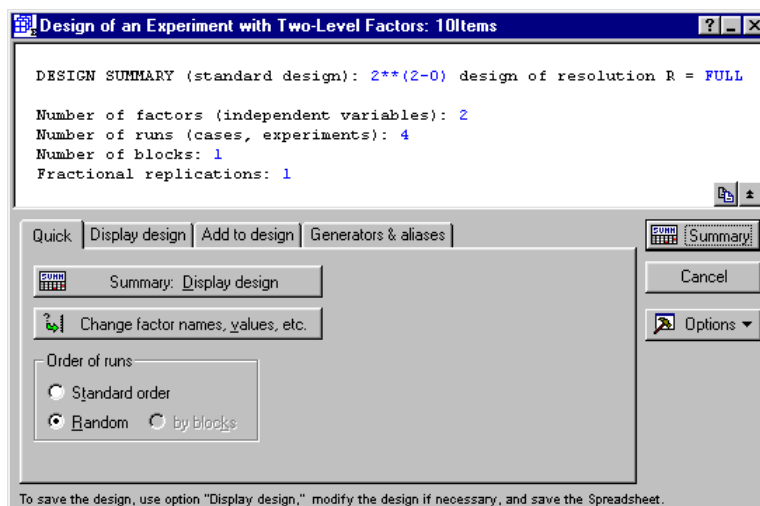 Design of an Experiment with Two-Level Factors: 10Items
DESIGN SUMMARY (standard design): 2**(2-0) design of resolution R = FULL
Number of factors (independent variables): 2
Number of runs (cases, experiments): 4
Number of blocks: 1
Fractional replications: 1
Quick Display design Add to design Generators & aliases
Summary
Summary: Display design
Cancel
Change factor names, values, etc.
Options
Order of runs
Standard order
Random by blocks
To save the design, use option "Display design," modify the design if necessary, and save the Spreadsheet.